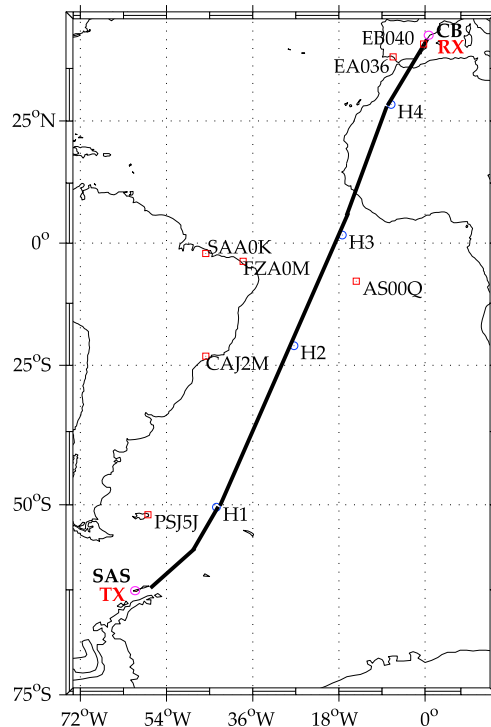 EB040 CB
RX
EA036
25°N
H4
SAA0K
0°
H3
FZA0M
AS00Q
H2
25°S
CAJ2M
50°S
PSJ5J
H1
SAS
TX
75°S
72°W 54°W 36°W 18°W 0°